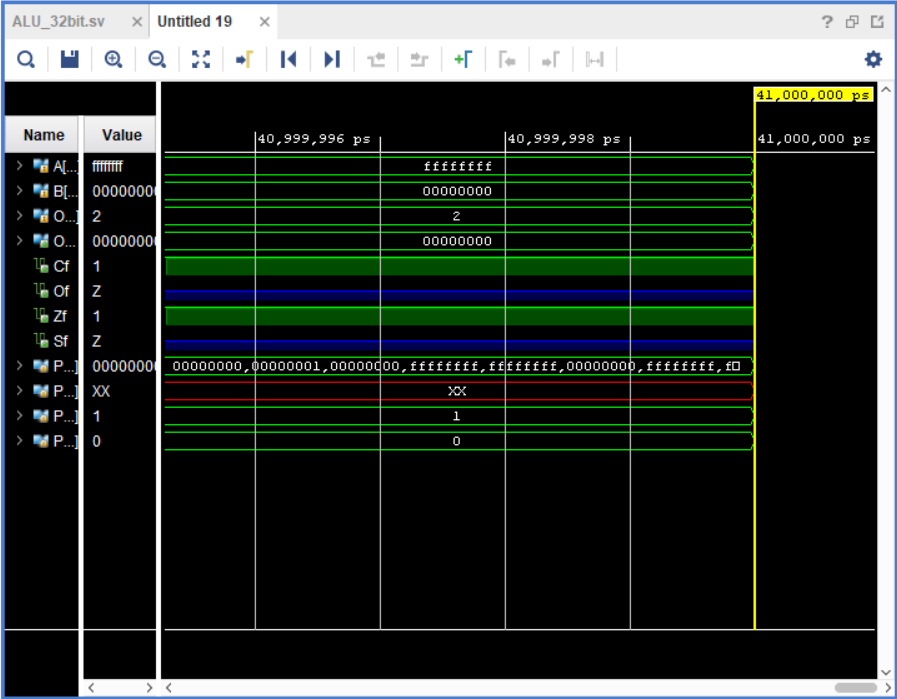 ALU_32bit.sv × Untitled 19 × ?
41,000,000 ps
Name Value 40,999,996 ps 40,999,998 ps 41,000,000 ps
A[...] ffffffff ffffffff
B[... 00000000 00000000
O...] 2 2
O... 00000000 00000000
Cf 1
Of Z
Zf 1
Sf Z
P...] 00000000 00000000,00000001,00000000,ffffffff,ffffffff,00000000,ffffffff,f
P...] XX XX
P...] 1 1
P...] 0 0